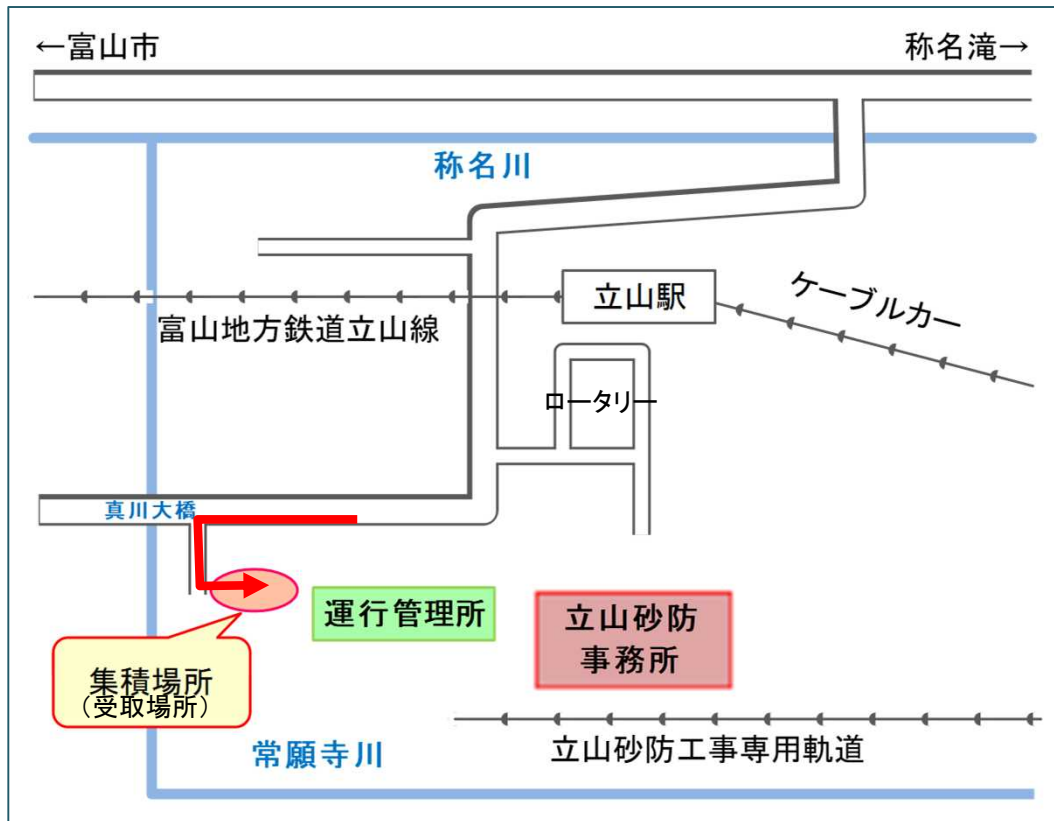 ←富山市
称名滝→
称名川
立山駅
ケーブルカー
富山地方鉄道立山線
ロータリー
真川大橋
運行管理所
立山砂防
事務所
集積場所
(受取場所)
常願寺川
立山砂防工事専用軌道